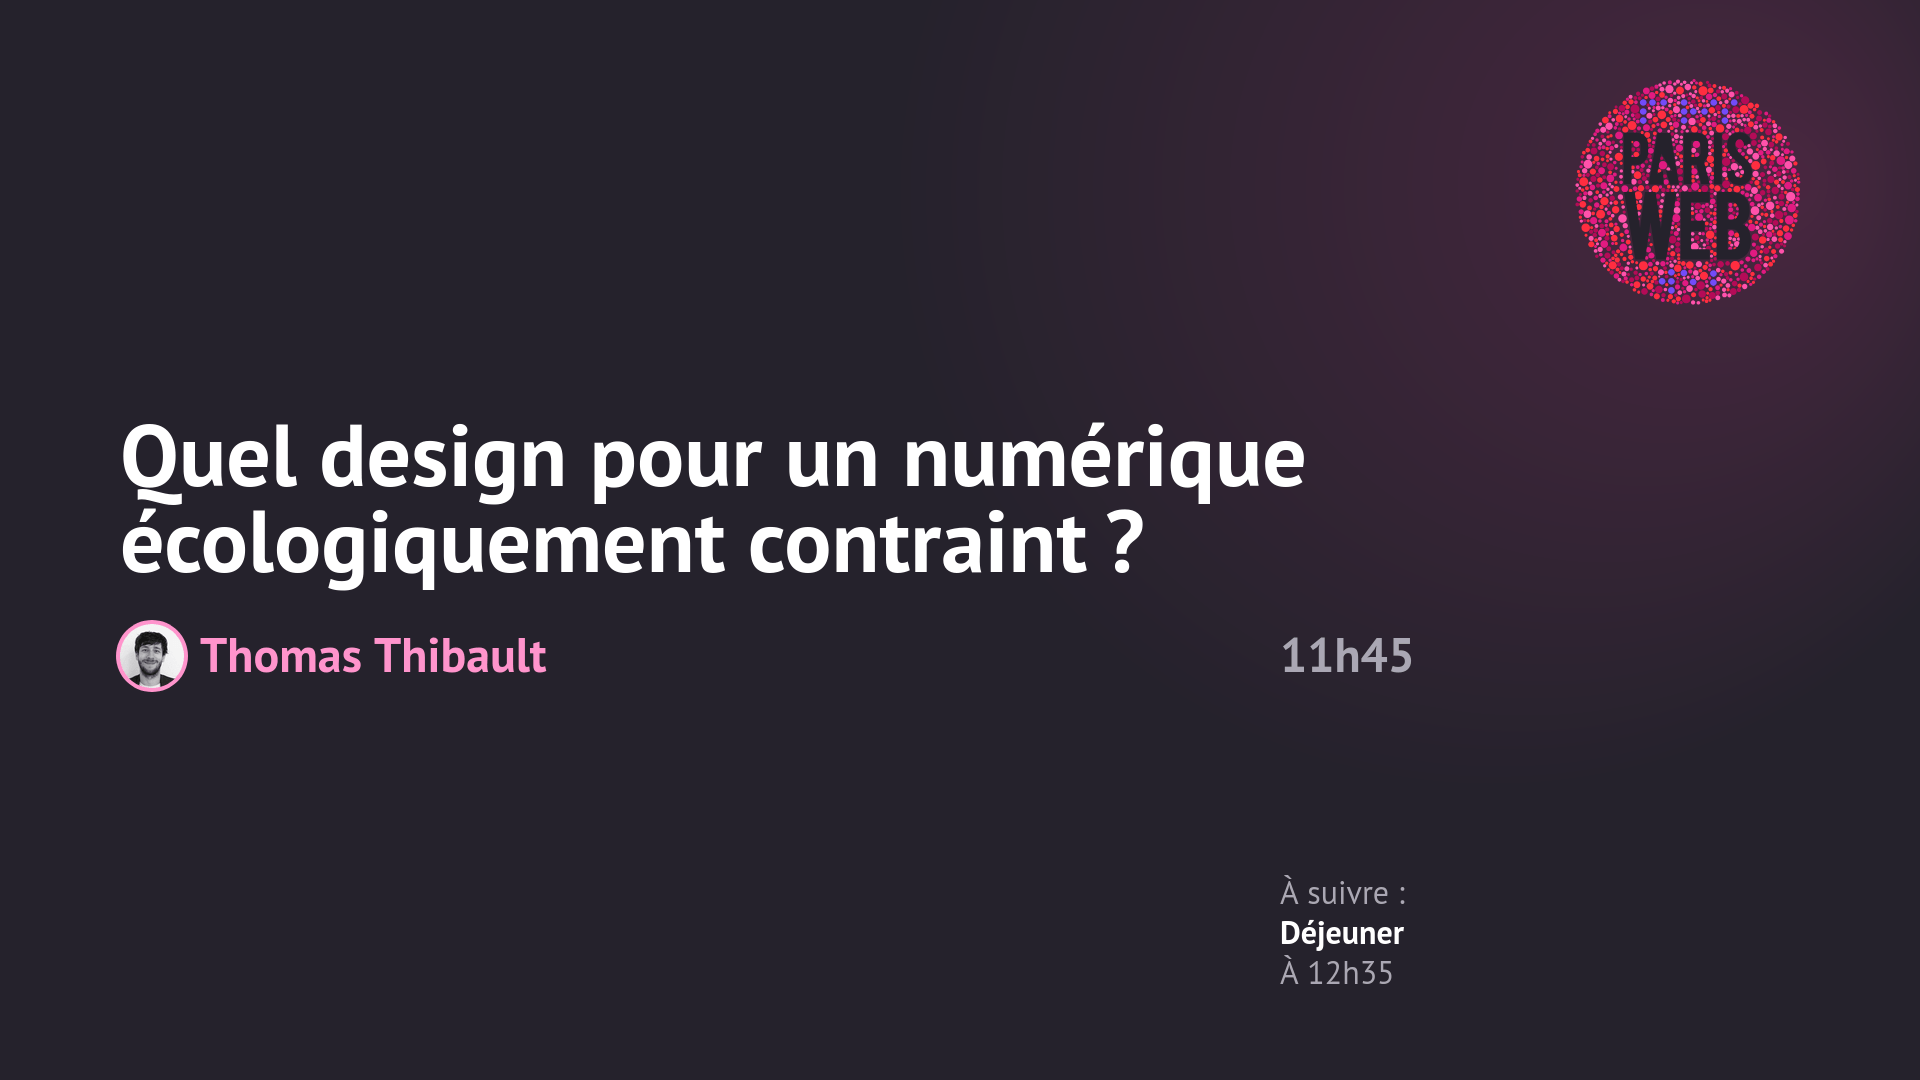 PARIS
WEB
Quel design pour un numérique
écologiquement contraint ?
Thomas Thibault
11h45
À suivre :
Déjeuner
À 12h35